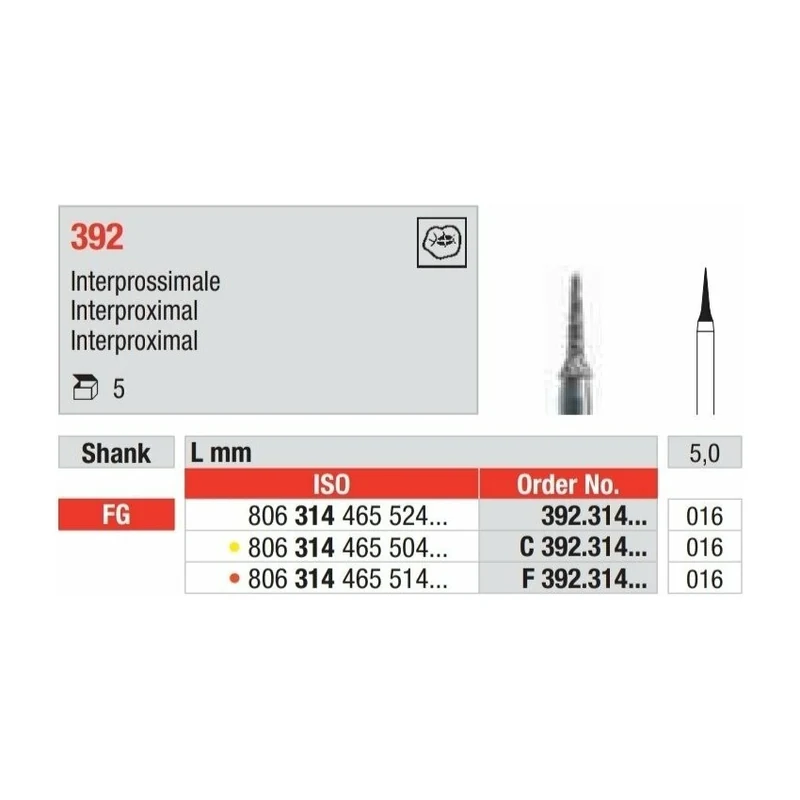 392
Interprossimale
Interproximal
Interproximal
5
Shank L mm 5,0
ISO Order No.
FG 806 314 465 524... 392.314... 016
806 314 465 504... C 392.314... 016
806 314 465 514... F 392.314... 016